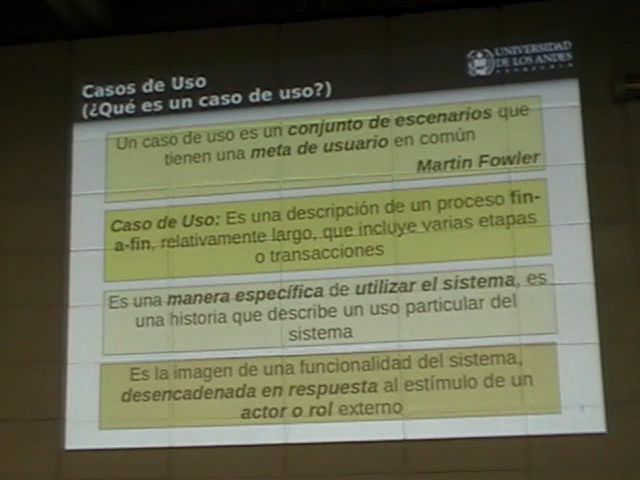 Casos de Uso
(¿Qué es un caso de uso?)
UNIVERSIDAD
DE LOS ANDES
VENEZUELA
Un caso de uso es un conjunto de escenarios que
tienen una meta de usuario en común
Martin Fowler
Caso de Uso: Es una descripción de un proceso fin-
a-fin, relativamente largo, que incluye varias etapas
o transacciones
Es una manera específica de utilizar el sistema, es
una historia que describe un uso particular del
sistema
Es la imagen de una funcionalidad del sistema,
desencadenada en respuesta al estímulo de un
actor o rol externo